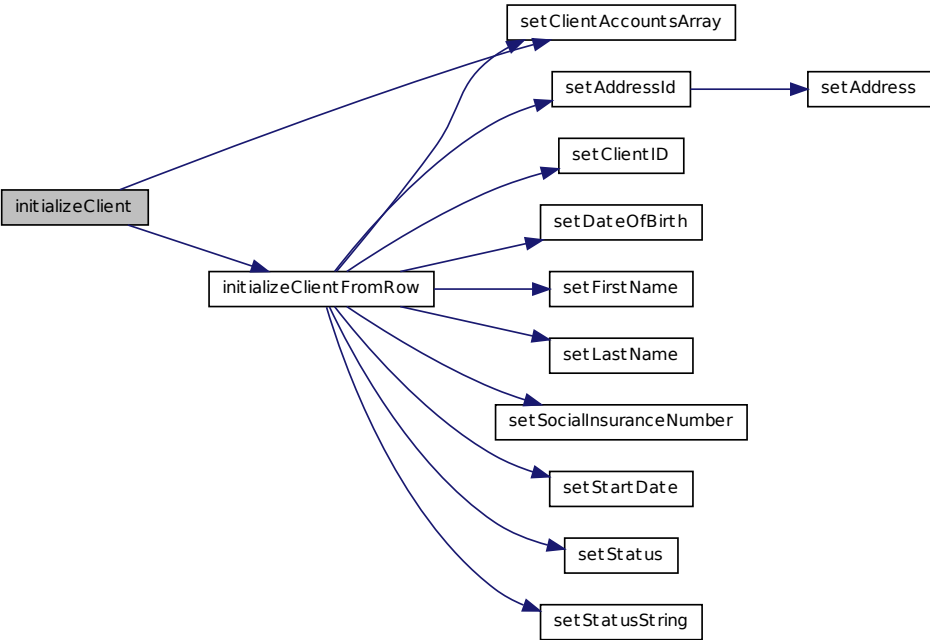 setClientAccountsArray
setAddressId
setAddress
setClientID
initializeClient
setDateOfBirth
initializeClientFromRow
setFirstName
setLastName
setSocialInsuranceNumber
setStartDate
setStatus
setStatusString